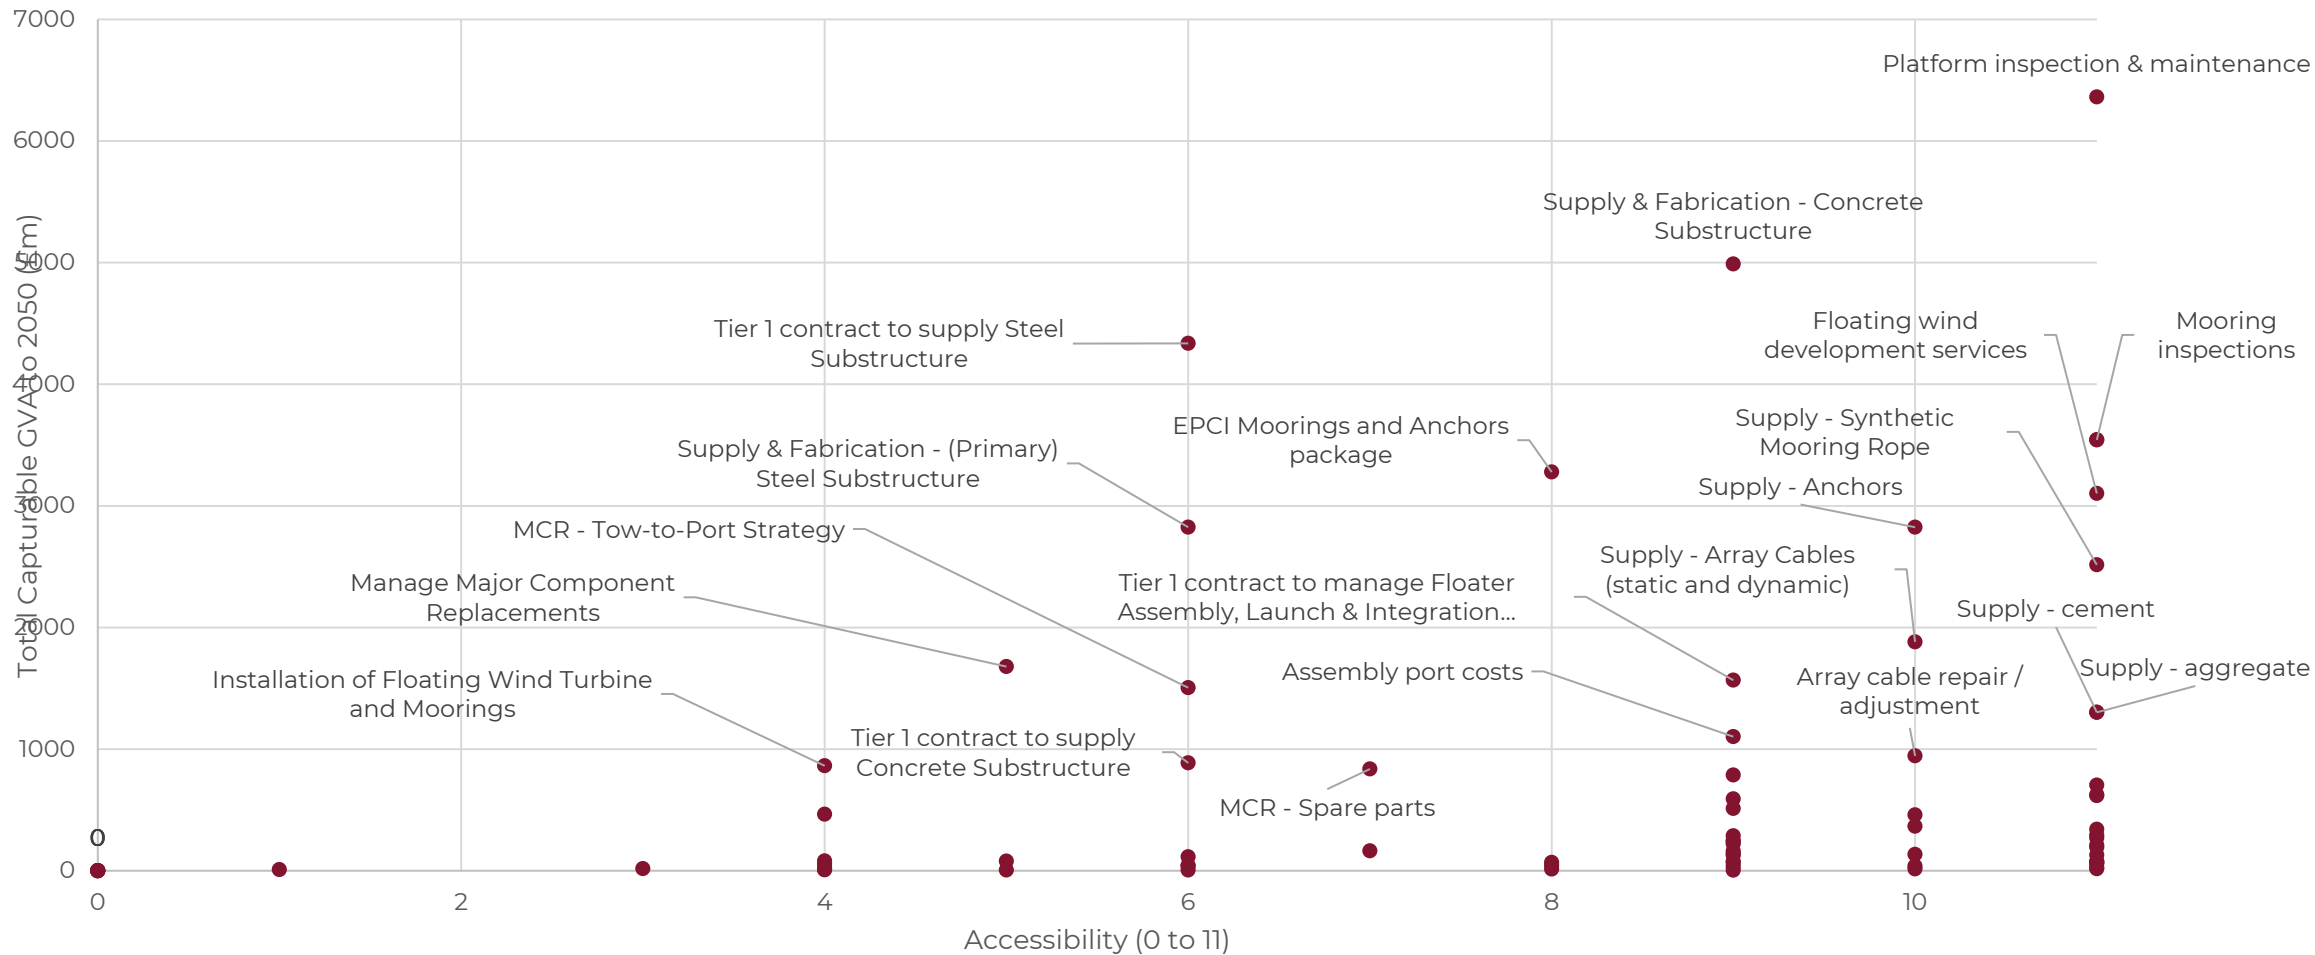 7000
Platform inspection & maintenance
6000
Supply & Fabrication - Concrete
Substructure
5000
Floating wind
development services
Mooring
inspections
Tier 1 contract to supply Steel
Substructure
4000
Supply - Synthetic
Mooring Rope
EPCI Moorings and Anchors
package
Supply & Fabrication - (Primary)
Steel Substructure
Supply - Anchors
3000
MCR - Tow-to-Port Strategy
Supply - Array Cables
(static and dynamic)
Manage Major Component
Replacements
Tier 1 contract to manage Floater
Assembly, Launch & Integration...
Supply - cement
2000
Assembly port costs
Supply - aggregate
Array cable repair /
adjustment
Installation of Floating Wind Turbine
and Moorings
Tier 1 contract to supply
Concrete Substructure
1000
MCR - Spare parts
0
0
Total Capturable GVA to 2050 (£m)
0 2 4 6 8 10
Accessibility (0 to 11)